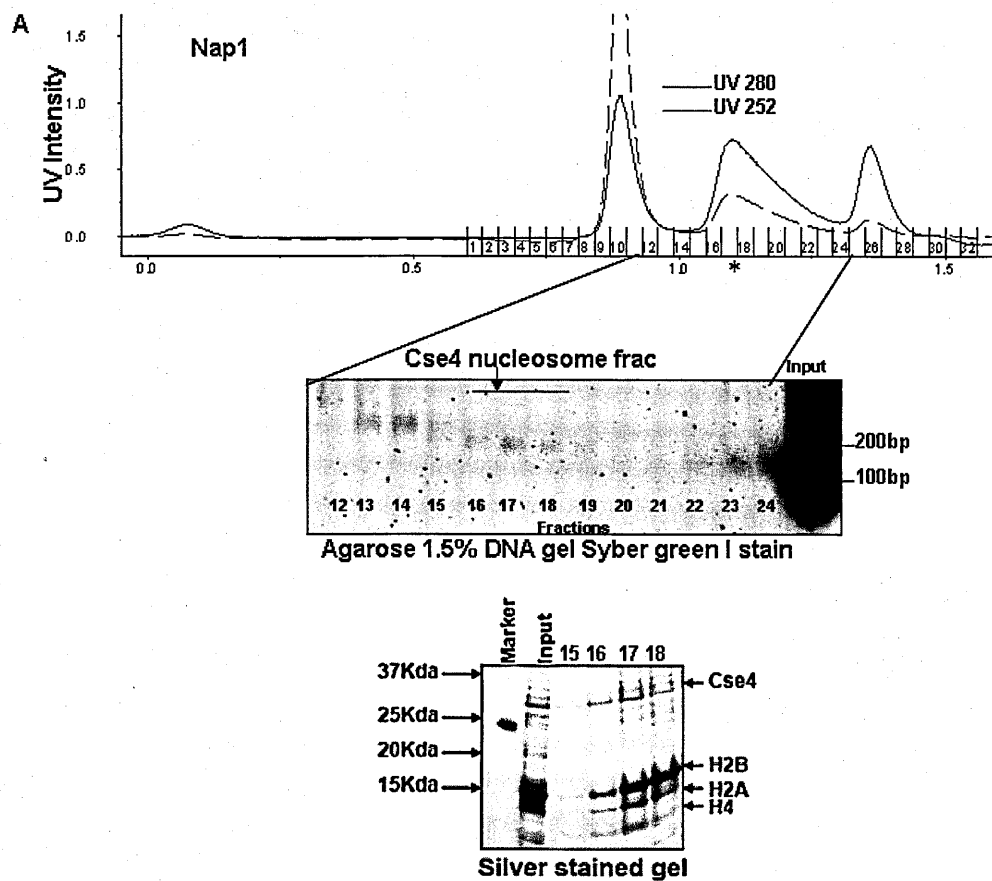 A
Nap1
UV Intensity
1.5
1.0
0.5
0.0
UV 280
UV 252
1 2 3 4 5 6 7 8 9 10 12 14 16 18 20 22 24 26 28 30 32
0.0 0.5 1.0 * 1.5
Cse4 nucleosome frac
Input
200bp
100bp
12 13 14 15 16 17 18 19 20 21 22 23 24
Fractions
Agarose 1.5% DNA gel Syber green I stain
Marker Input 15 16 17 18
37Kda
25Kda
20Kda
15Kda
Cse4
H2B
H2A
H4
Silver stained gel